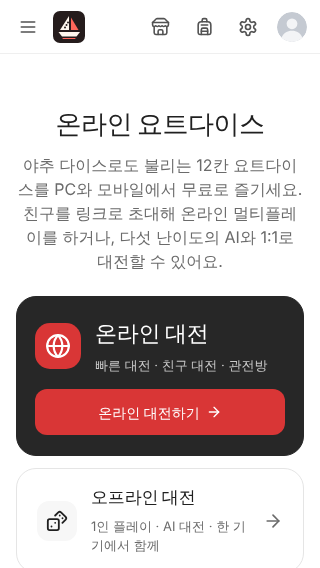 온라인 요트다이스
야추 다이스로도 불리는 12칸 요트다이
스를 PC와 모바일에서 무료로 즐기세요.
친구를 링크로 초대해 온라인 멀티플레
이를 하거나, 다섯 난이도의 AI와 1:1로
대전할 수 있어요.
온라인 대전
빠른 대전 · 친구 대전 · 관전방
온라인 대전하기
오프라인 대전
1인 플레이 · AI 대전 · 한 기
기에서 함께